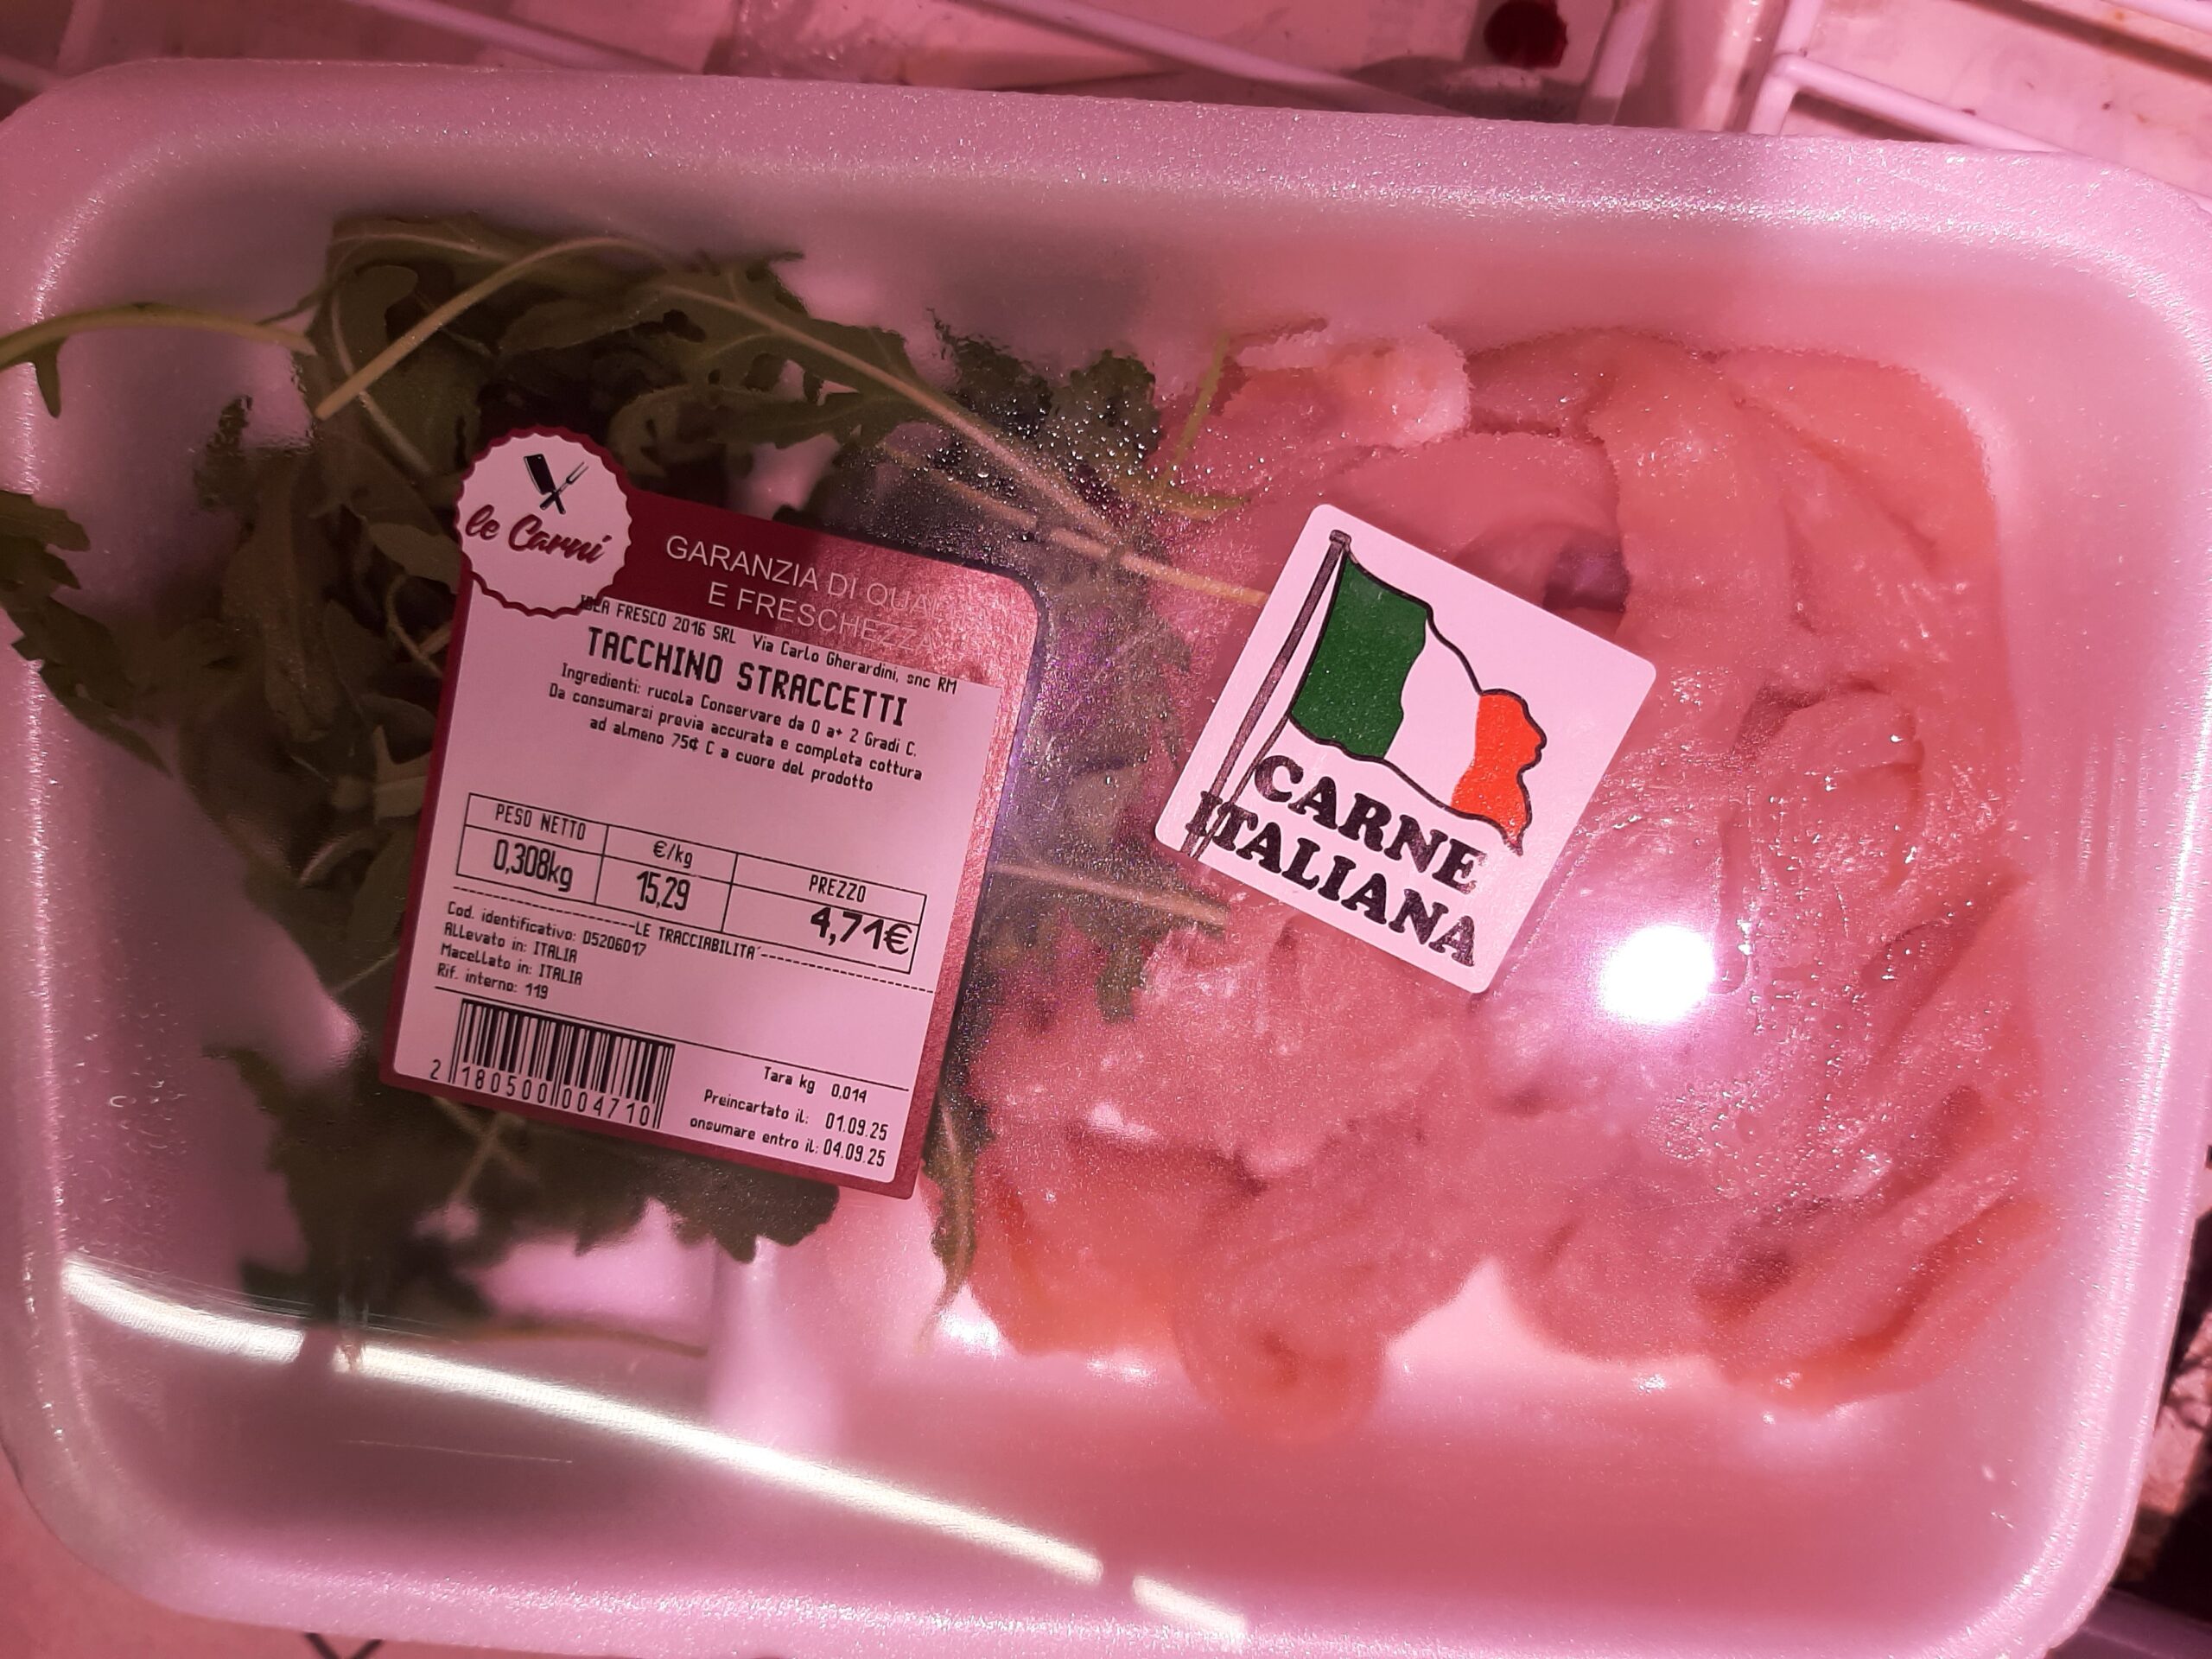 le Carni
GARANZIA DI QUAL
E FRESCHEZZA
IDEA FRESCO 2016 SRL Via Carlo Gherardini, snc RM
TACCHINO STRACCETTI
Ingredienti: rucola Conservare da 0 a+ 2 Gradi C.
Da consumarsi previa accurata e completa cottura
ad almeno 75¢ C a cuore del prodotto
PESO NETTO €/kg PREZZO
0,308kg 15,29 4,71€
LE TRACCIABILITA´
Cod. identificativo: D5206017
Allevato in: ITALIA
Macellato in: ITALIA
Rif. interno: 119
2 180500 004710
Tara kg 0,014
Preincartato il: 01.09.25
onsumare entro il: 04.09.25
CARNE
ITALIANA